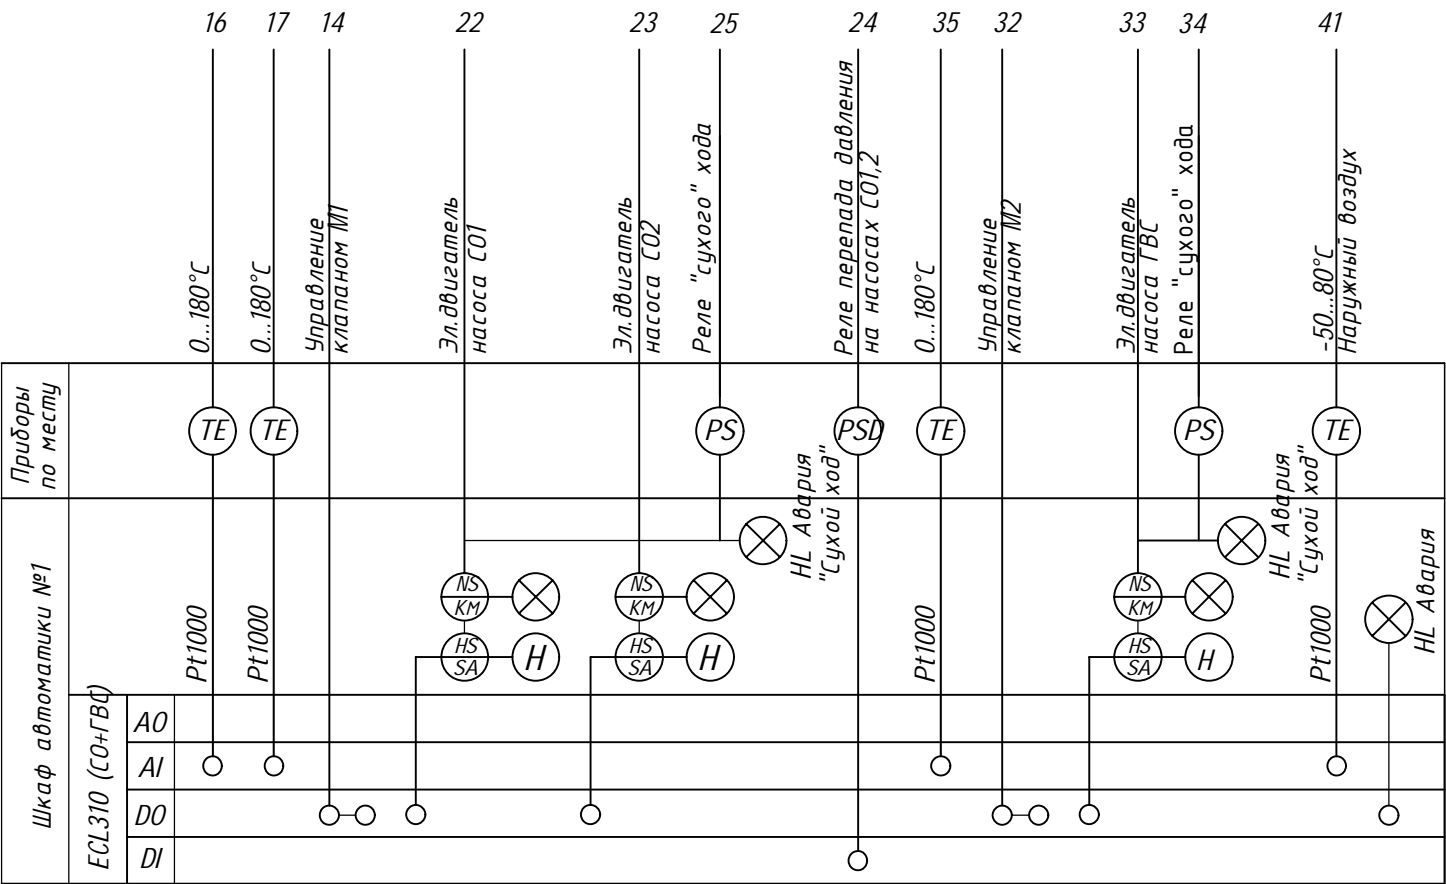 16
17
14
22
23
25
24
35
32
33
34
41
0...180°С
0...180°С
Управление
клапаном М1
Эл.двигатель
насоса СО1
Эл.двигатель
насоса СО2
Реле "сухого" хода
Реле перепада давления
на насосах СО1,2
0...180°С
Управление
клапаном М2
Эл.двигатель
насоса ГВС
Реле "сухого" хода
-50...80°С
Наружный воздух
Приборы
по месту
TE
TE
PS
PSD
TE
PS
TE
Шкаф автоматики №1
HL Авария
"Сухой ход"
HL Авария
"Сухой ход"
HL Авария
NS
KM
NS
KM
NS
KM
HS
SA
H
HS
SA
H
HS
SA
H
Pt1000
Pt1000
Pt1000
Pt1000
ECL310 (СО+ГВС)
AO
AI
DO
DI